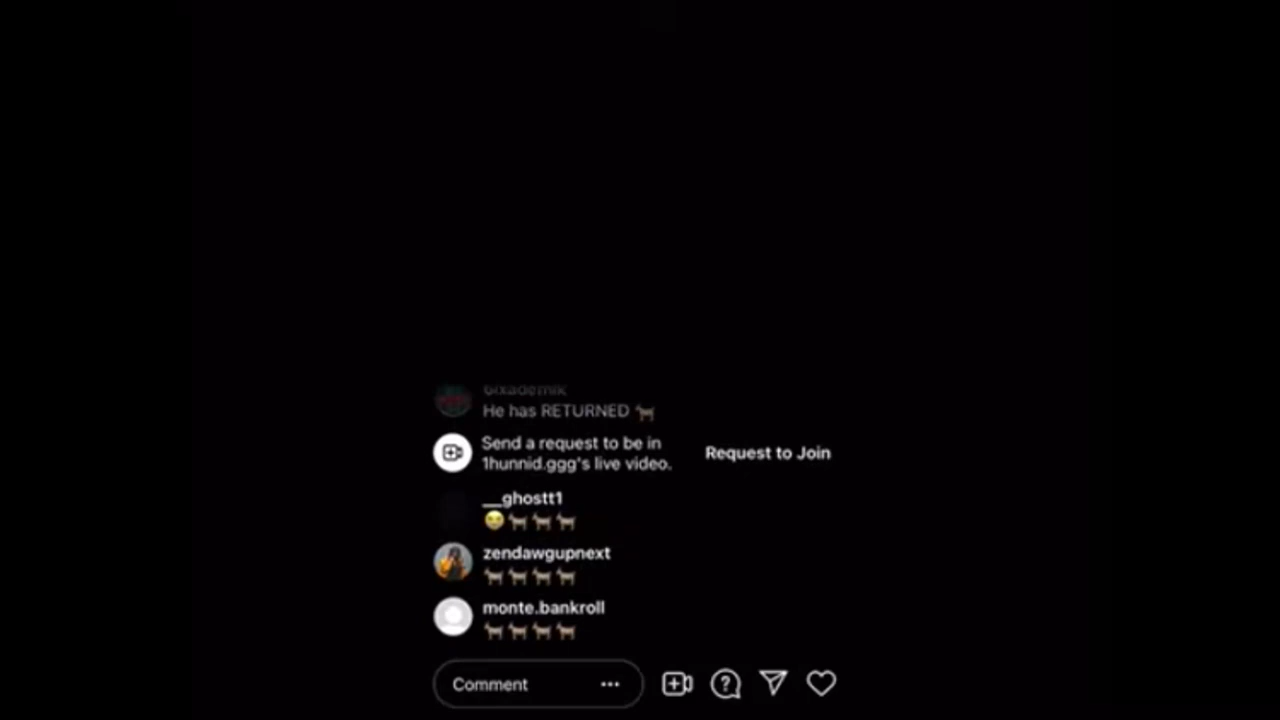 6ixademik
He has RETURNED 🐐
Send a request to be in
1hunnid.ggg's live video.
Request to Join
__ghostt1
😭🐐🐐🐐
zendawgupnext
🐐🐐🐐🐐
monte.bankroll
🐐🐐🐐🐐
Comment